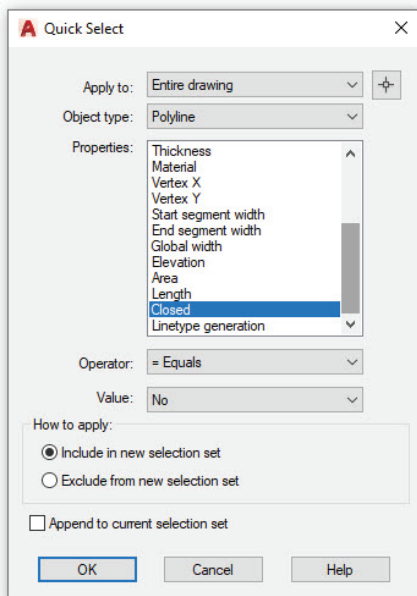 A Quick Select
Apply to: Entire drawing
Object type: Polyline
Properties: Thickness
Material
Vertex X
Vertex Y
Start segment width
End segment width
Global width
Elevation
Area
Length
Closed
Linetype generation
Operator: = Equals
Value: No
How to apply:
Include in new selection set
Exclude from new selection set
Append to current selection set
OK Cancel Help